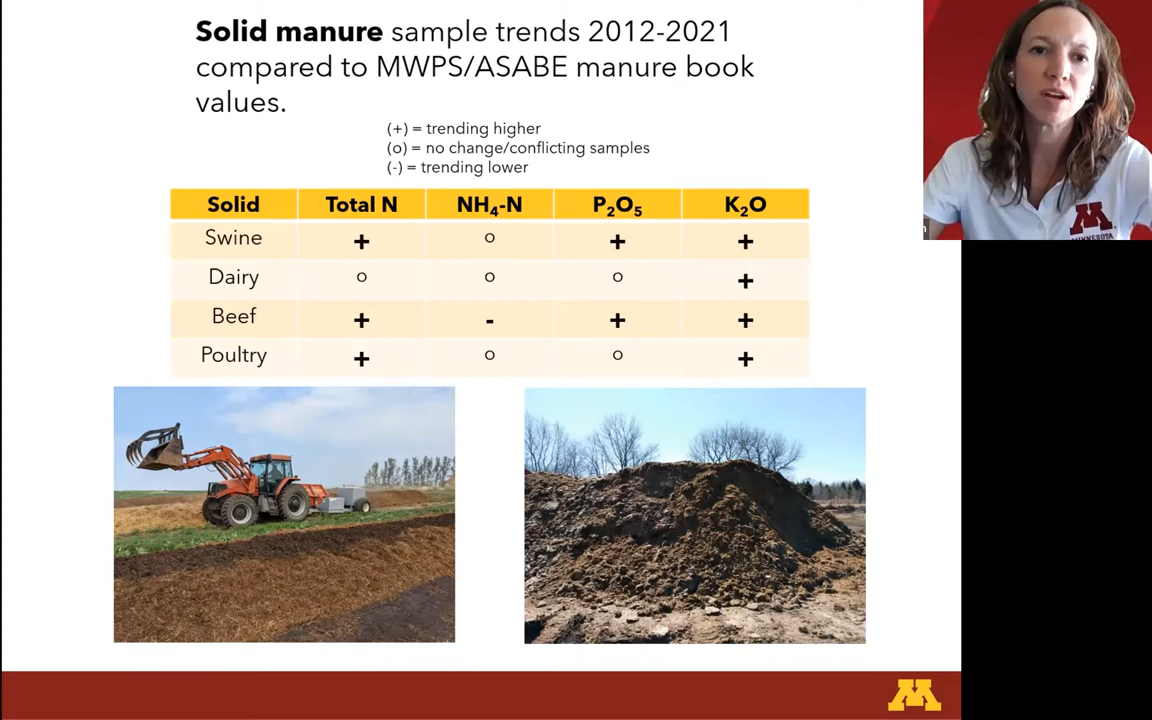 Solid manure sample trends 2012-2021
compared to MWPS/ASABE manure book
values.
(+) = trending higher
(o) = no change/conflicting samples
(-) = trending lower
Solid Total N NH₄-N P₂O₅ K₂O
Swine + o + +
Dairy o o o +
Beef + - + +
Poultry + o o +
M
MINNESOTA
M